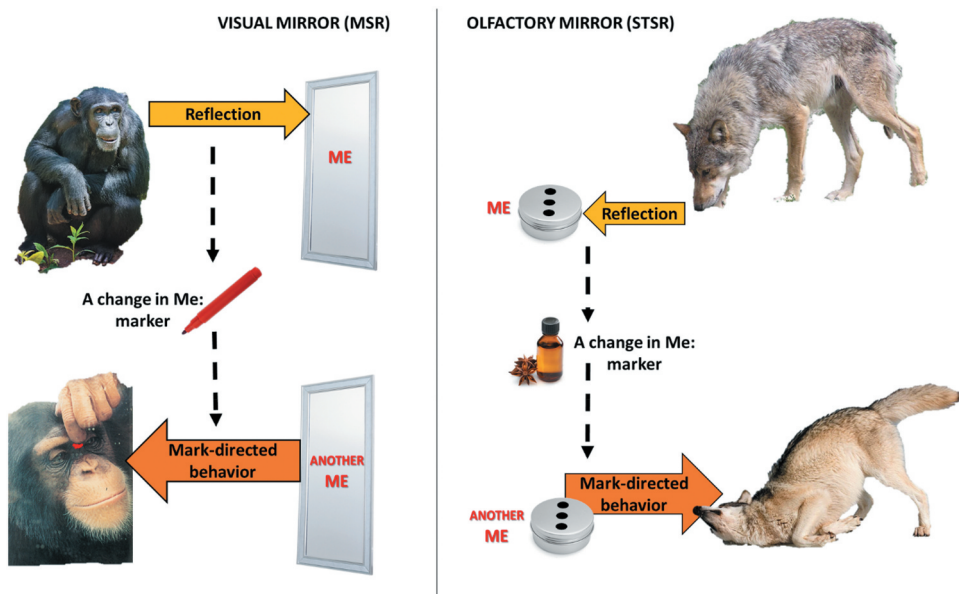 VISUAL MIRROR (MSR)
Reflection
ME
A change in Me:
marker
Mark-directed
behavior
ANOTHER
ME
OLFACTORY MIRROR (STSR)
ME
Reflection
A change in Me:
marker
Mark-directed
behavior
ANOTHER
ME